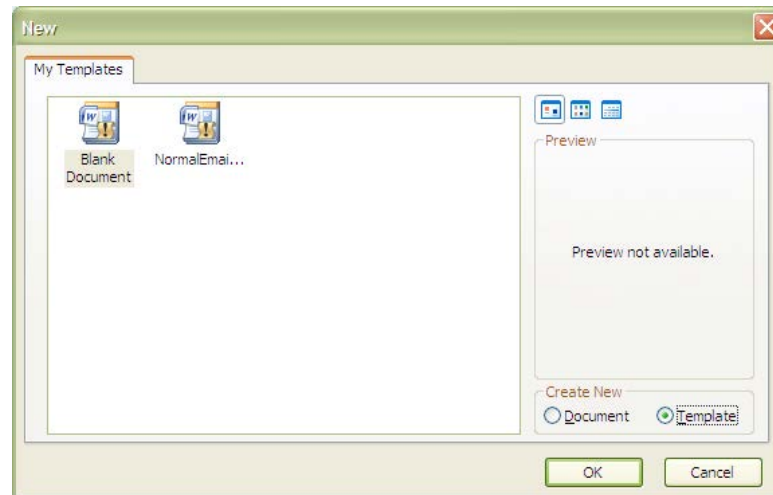 New
My Templates
Blank
Document
NormalEmai...
Preview
Preview not available.
Create New
Document
Template
OK
Cancel